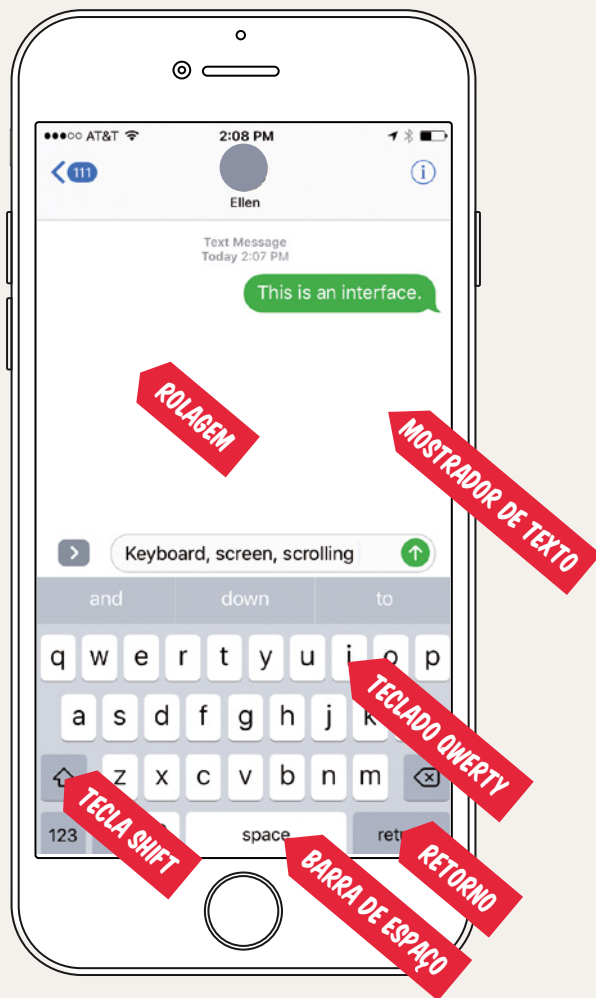 AT&T 2:08 PM
111
Ellen
Text Message
Today 2:07 PM
This is an interface.
ROLAGEM
MOSTRADOR DE TEXTO
Keyboard, screen, scrolling
and down to
q w e r t y u i o p
a s d f g h j k
TECLADO QWERTY
z x c v b n m
TECLA SHIFT
123 space retu
RETORNO
BARRA DE ESPAÇO